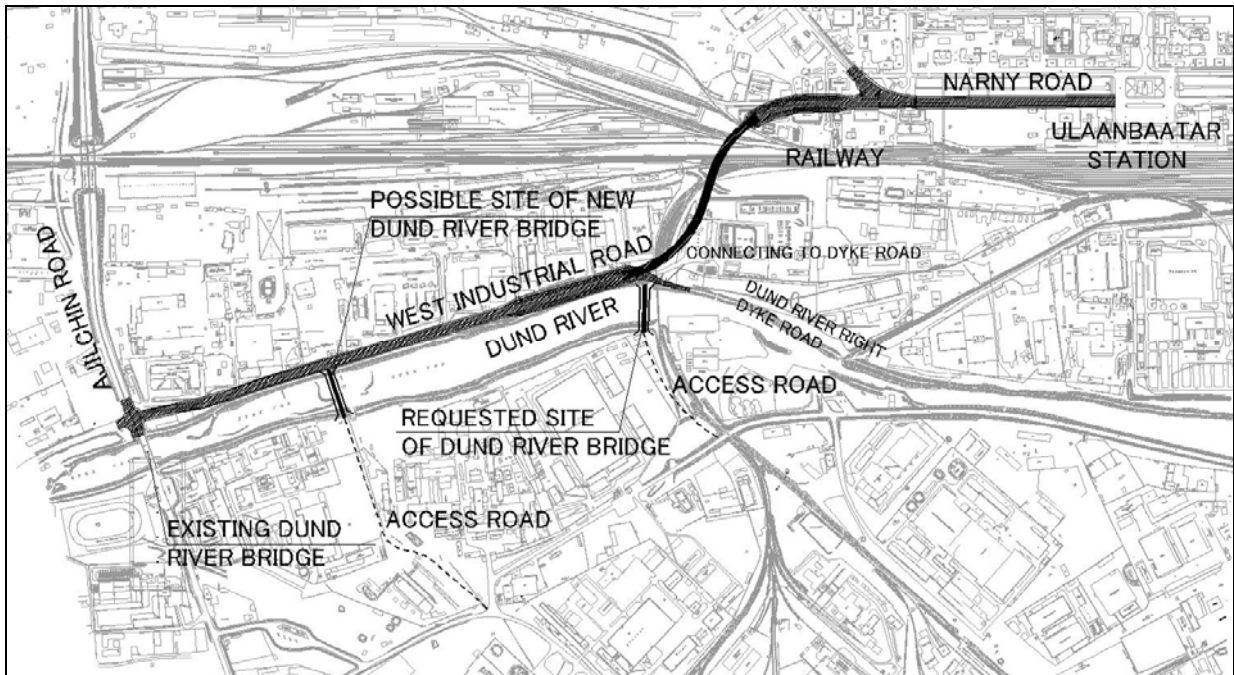 NARNY ROAD
ULAANBAATAR
STATION
RAILWAY
POSSIBLE SITE OF NEW
DUND RIVER BRIDGE
AJILCHIN ROAD
WEST INDUSTRIAL ROAD
CONNECTING TO DYKE ROAD
DUND RIVER
DUND RIVER RIGHT
DYKE ROAD
ACCESS ROAD
REQUESTED SITE
OF DUND RIVER BRIDGE
ACCESS ROAD
EXISTING DUND
RIVER BRIDGE